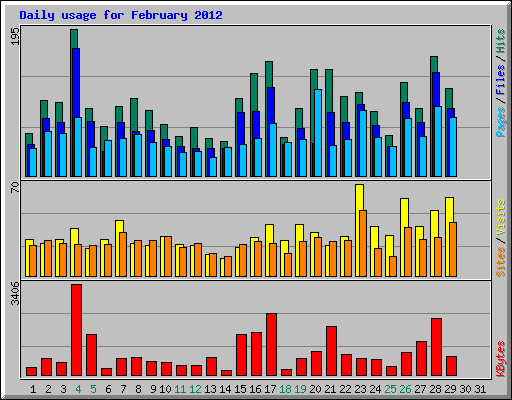 Daily usage for February 2012
195
Pages / Files / Hits
70
Sites / Visits
3406
KBytes
1 2 3 4 5 6 7 8 9 10 11 12 13 14 15 16 17 18 19 20 21 22 23 24 25 26 27 28 29 30 31